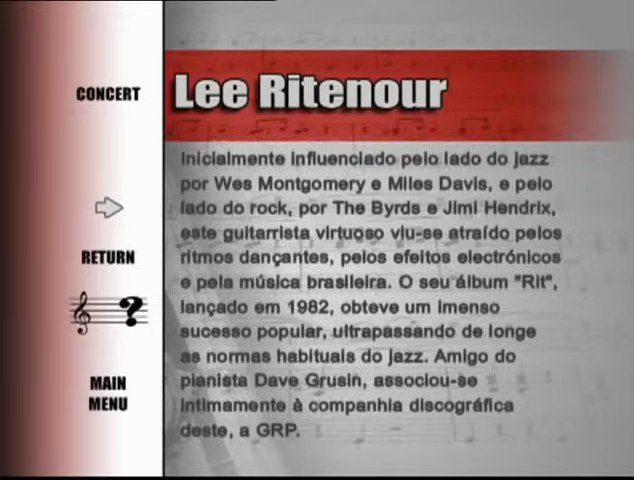 CONCERT
Lee Ritenour
Inicialmente influenciado pelo lado do jazz
por Wes Montgomery e Miles Davis, e pelo
lado do rock, por The Byrds e Jimi Hendrix,
este guitarrista virtuoso viu-se atraído pelos
ritmos dançantes, pelos efeitos electrónicos
e pela música brasileira. O seu álbum "Rit",
lançado em 1982, obteve um imenso
sucesso popular, ultrapassando de longe
as normas habituais do jazz. Amigo do
pianista Dave Grusin, associou-se
intimamente à companhia discográfica
deste, a GRP.
RETURN
?
MAIN
MENU